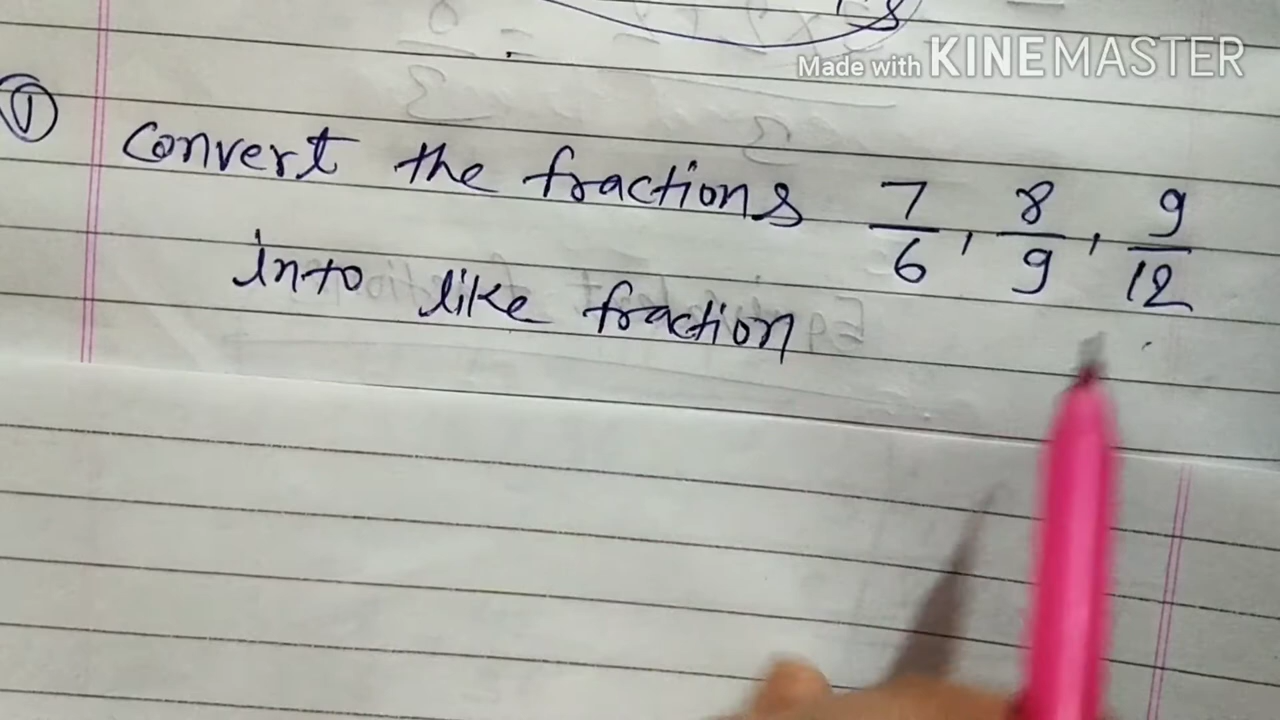 Made with KINEMASTER
① Convert the fractions 7/6, 8/9, 9/12
into like fraction